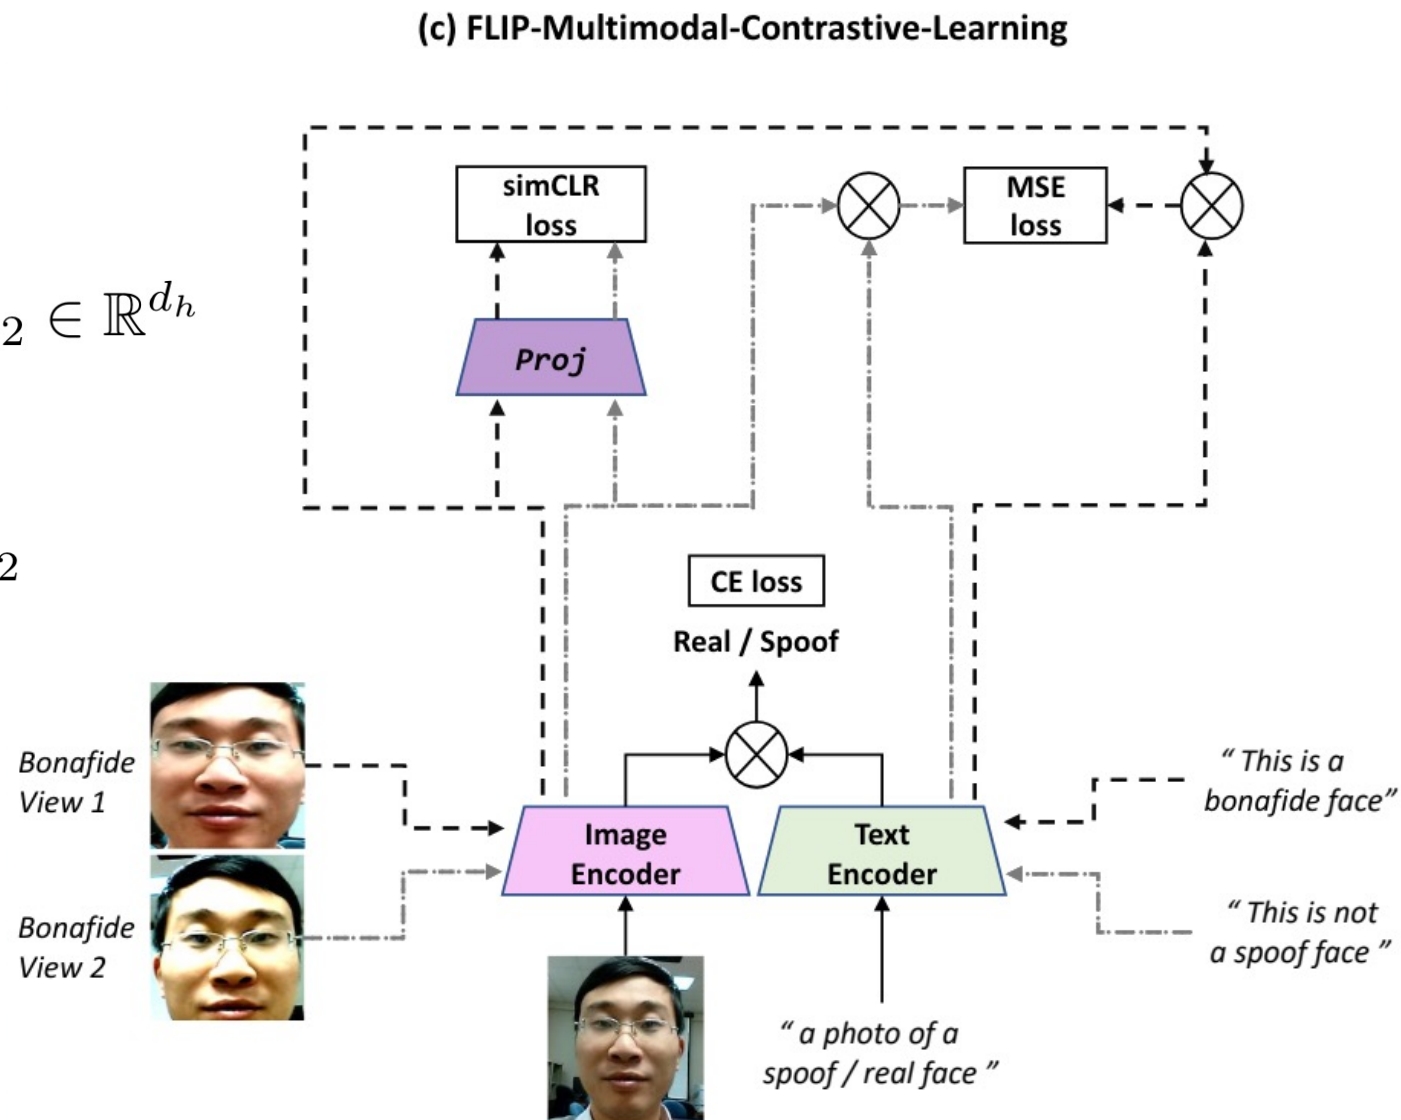 (c) FLIP-Multimodal-Contrastive-Learning
simCLR
loss
MSE
loss
₂ ∈ ℝ^{d_h}
Proj
2
CE loss
Real / Spoof
Bonafide
View 1
Image
Encoder
Text
Encoder
“ This is a
bonafide face”
Bonafide
View 2
“ This is not
a spoof face ”
“ a photo of a
spoof / real face ”